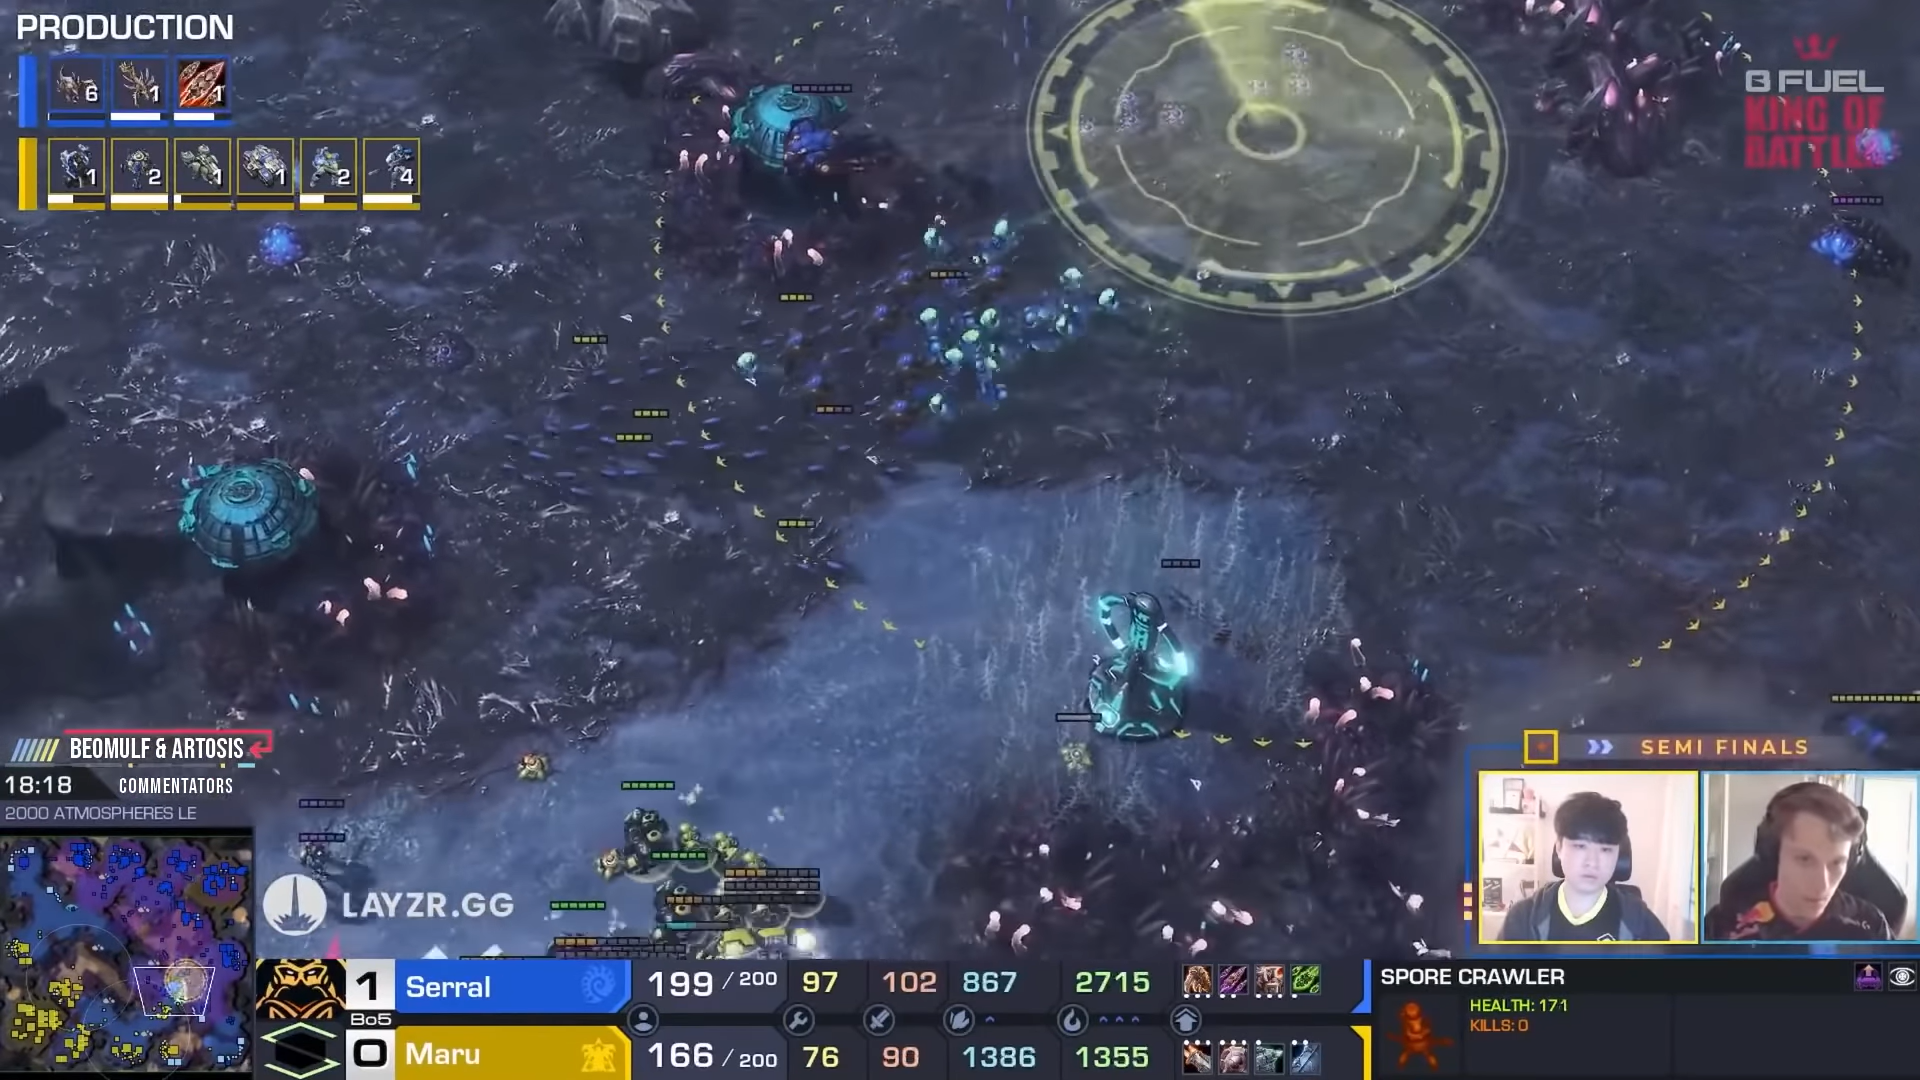 PRODUCTION
6 1 1
1 2 1 1 2 4
G FUEL
KING OF
BATTLES
BEOMULF & ARTOSIS
18:18 COMMENTATORS
2000 ATMOSPHERES LE
LAYZR.GG
SEMI FINALS
1 Serral 199 / 200 97 102 867 2715
Bo5
0 Maru 166 / 200 76 90 1386 1355
SPORE CRAWLER
HEALTH: 171
KILLS: 0